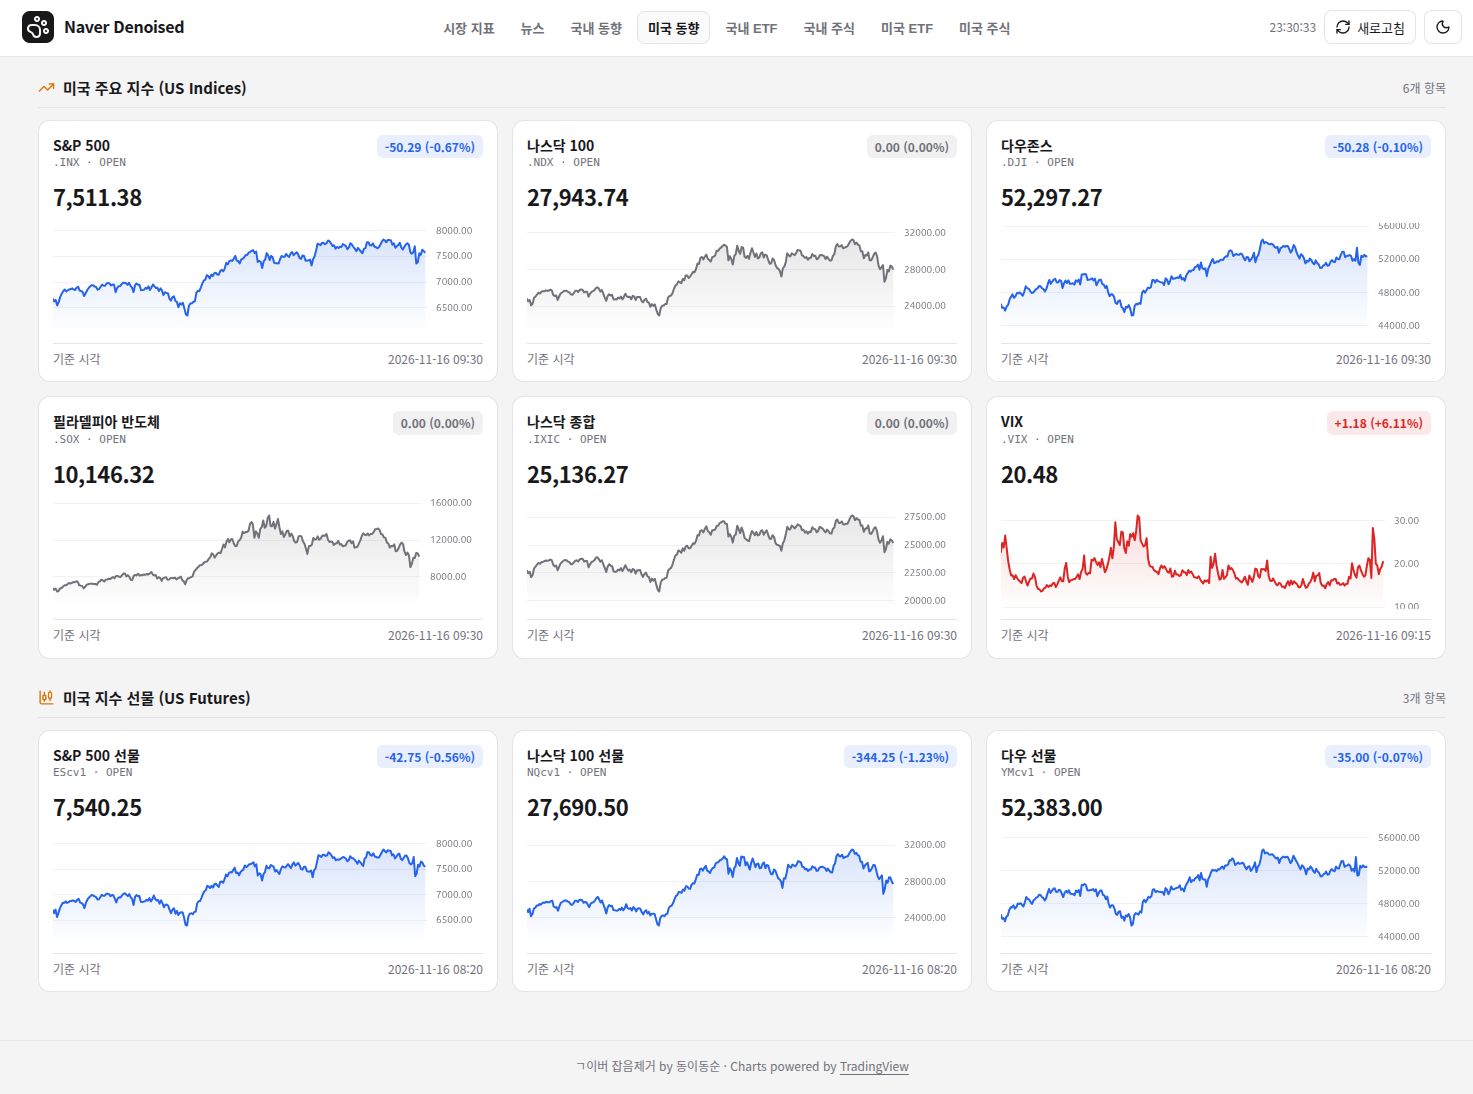 Naver Denoised
시장 지표 뉴스 국내 동향 미국 동향 국내 ETF 국내 주식 미국 ETF 미국 주식
23:30:33 새로고침
미국 주요 지수 (US Indices) 6개 항목
S&P 500 -50.29 (-0.67%)
.INX · OPEN
7,511.38
8000.00
7500.00
7000.00
6500.00
기준 시각 2026-11-16 09:30
나스닥 100 0.00 (0.00%)
.NDX · OPEN
27,943.74
32000.00
28000.00
24000.00
기준 시각 2026-11-16 09:30
다우존스 -50.28 (-0.10%)
.DJI · OPEN
52,297.27
56000.00
52000.00
48000.00
44000.00
기준 시각 2026-11-16 09:30
필라델피아 반도체 0.00 (0.00%)
.SOX · OPEN
10,146.32
16000.00
12000.00
8000.00
기준 시각 2026-11-16 09:30
나스닥 종합 0.00 (0.00%)
.IXIC · OPEN
25,136.27
27500.00
25000.00
22500.00
20000.00
기준 시각 2026-11-16 09:30
VIX +1.18 (+6.11%)
.VIX · OPEN
20.48
30.00
20.00
10.00
기준 시각 2026-11-16 09:15
미국 지수 선물 (US Futures) 3개 항목
S&P 500 선물 -42.75 (-0.56%)
EScv1 · OPEN
7,540.25
8000.00
7500.00
7000.00
6500.00
기준 시각 2026-11-16 08:20
나스닥 100 선물 -344.25 (-1.23%)
NQcv1 · OPEN
27,690.50
32000.00
28000.00
24000.00
기준 시각 2026-11-16 08:20
다우 선물 -35.00 (-0.07%)
YMcv1 · OPEN
52,383.00
56000.00
52000.00
48000.00
44000.00
기준 시각 2026-11-16 08:20
ㄱ이버 잡음제거 by 동이동순 · Charts powered by TradingView